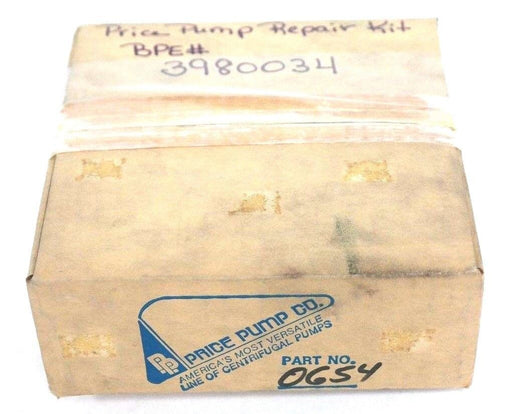 Price Pump Repair Kit
BPE#
3980034
PP
PRICE PUMP CO.
AMERICA'S MOST VERSATILE
LINE OF CENTRIFUGAL PUMPS
PART NO.
0654